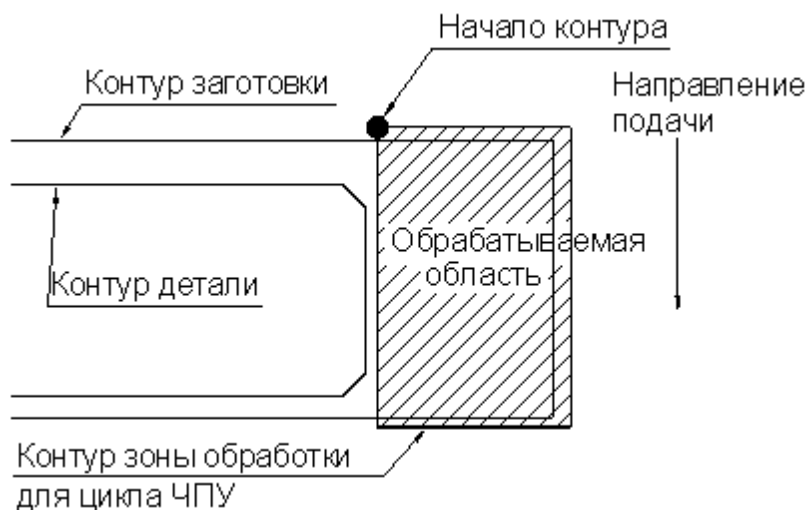 Начало контура
Контур заготовки
Направление
подачи
Обрабатываемая
область
Контур детали
Контур зоны обработки
для цикла ЧПУ